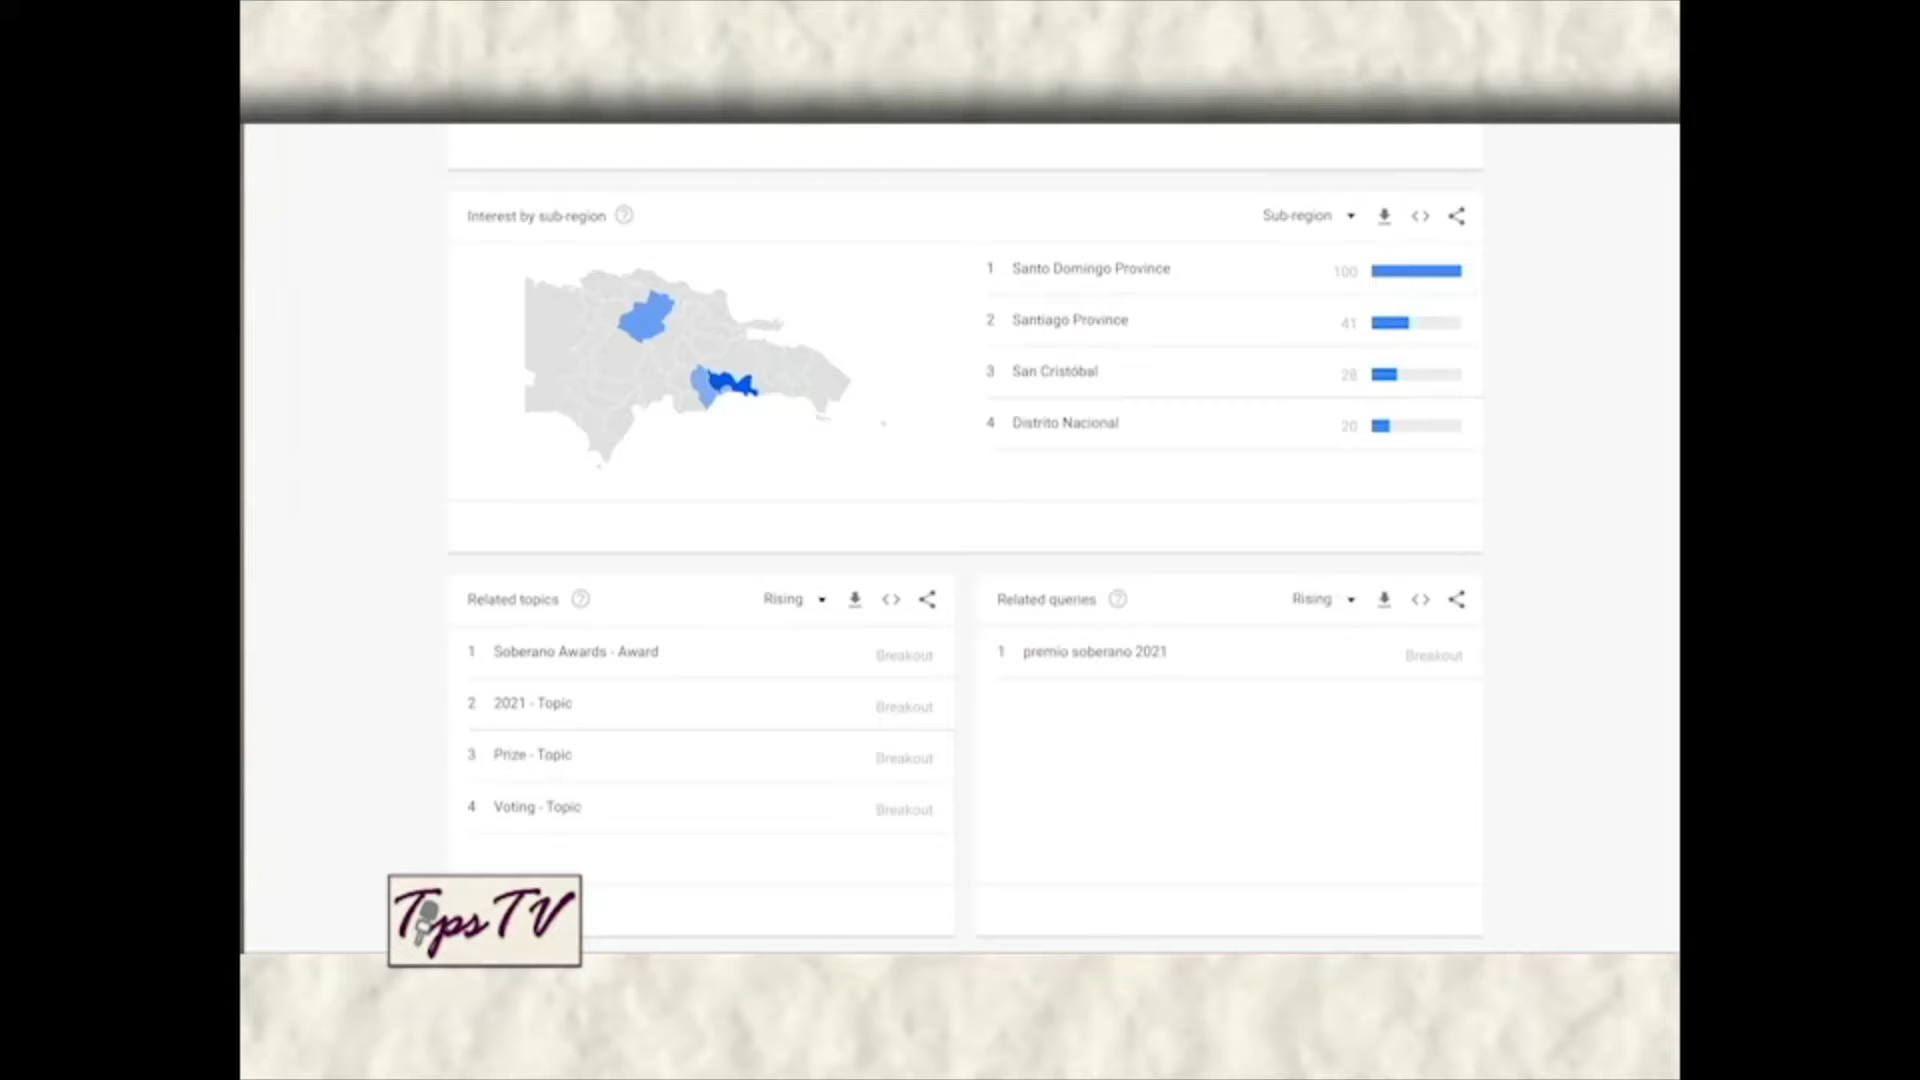 Interest by sub-region
Sub-region
1 Santo Domingo Province 100
2 Santiago Province 41
3 San Cristóbal 28
4 Distrito Nacional 20
Related topics
Rising
1 Soberano Awards - Award Breakout
2 2021 - Topic Breakout
3 Prize - Topic Breakout
4 Voting - Topic Breakout
Related queries
Rising
1 premio soberano 2021 Breakout
Tips TV